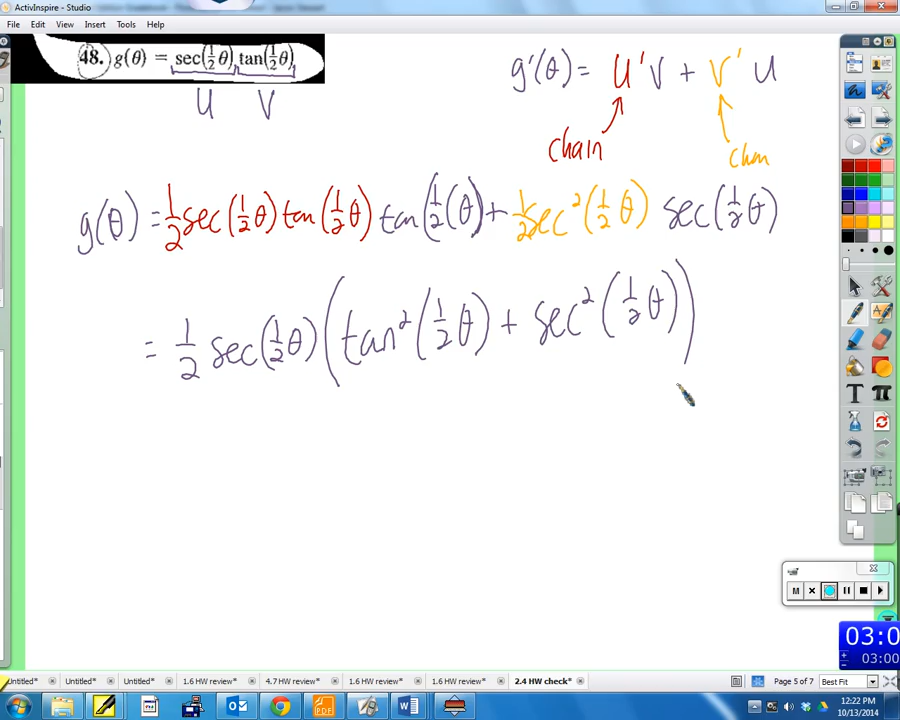 ActivInspire - Studio
File Edit View Insert Tools Help
48. g(θ) = sec(½θ) tan(½θ)
U V
g'(θ) = U'V + V'U
chain
chan
g(θ) = ½sec(½θ)tan(½θ) tan(½(θ) + ½sec²(½θ) sec(½θ)
= ½ sec(½θ)(tan²(½θ) + sec²(½θ))
M
03:0
03:00
Untitled* Untitled* Untitled* 1.6 HW review* 4.7 HW review* 1.6 HW review* 1.6 HW review* 2.4 HW check* Page 5 of 7 Best Fit
12:22 PM
10/13/2014